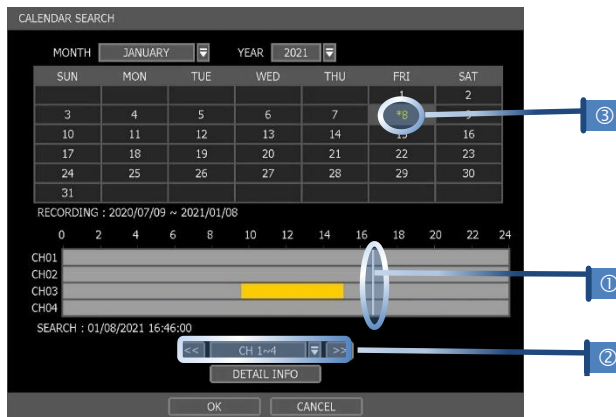 CALENDAR SEARCH
MONTH JANUARY YEAR 2021
SUN MON TUE WED THU FRI SAT
1 2
3 4 5 6 7 *8 9
10 11 12 13 14 15 16
17 18 19 20 21 22 23
24 25 26 27 28 29 30
31
③
RECORDING : 2020/07/09 ~ 2021/01/08
0 2 4 6 8 10 12 14 16 18 20 22 24
CH01
CH02
CH03
CH04
①
SEARCH : 01/08/2021 16:46:00
<< CH 1~4 >>
②
DETAIL INFO
OK CANCEL